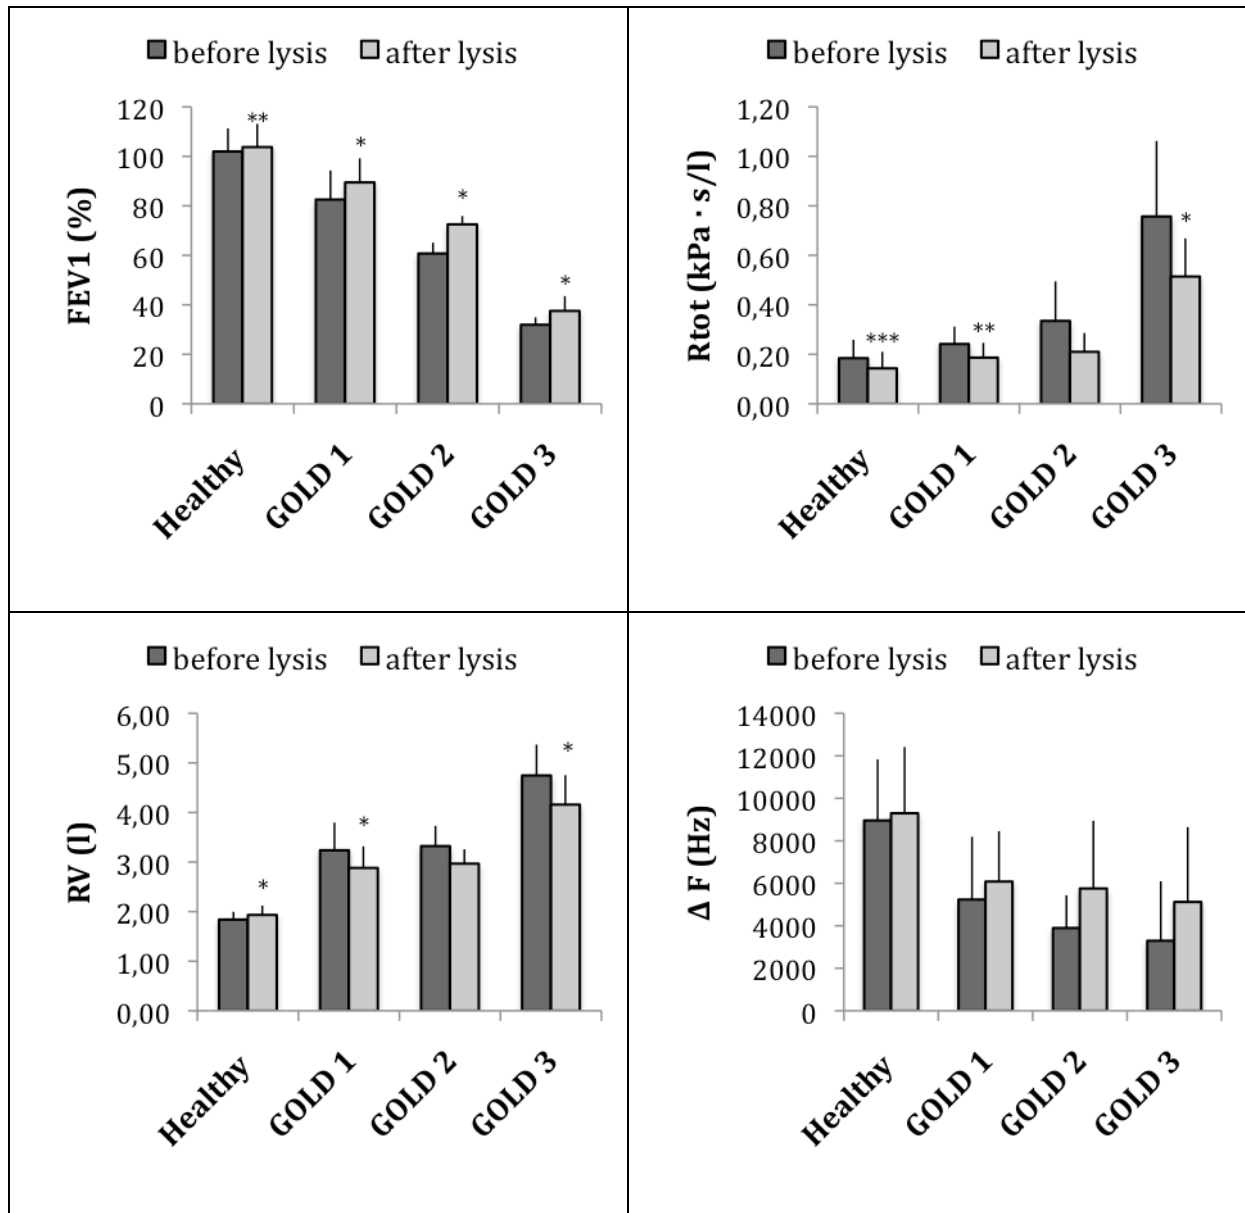 before lysis after lysis
FEV1 (%)
120
100
80
60
40
20
0
** * * *
Healthy GOLD 1 GOLD 2 GOLD 3
before lysis after lysis
Rtot (kPa · s/l)
1,20
1,00
0,80
0,60
0,40
0,20
0,00
*** ** *
Healthy GOLD 1 GOLD 2 GOLD 3
before lysis after lysis
RV (l)
6,00
5,00
4,00
3,00
2,00
1,00
0,00
* * *
Healthy GOLD 1 GOLD 2 GOLD 3
before lysis after lysis
Δ F (Hz)
14000
12000
10000
8000
6000
4000
2000
0
Healthy GOLD 1 GOLD 2 GOLD 3